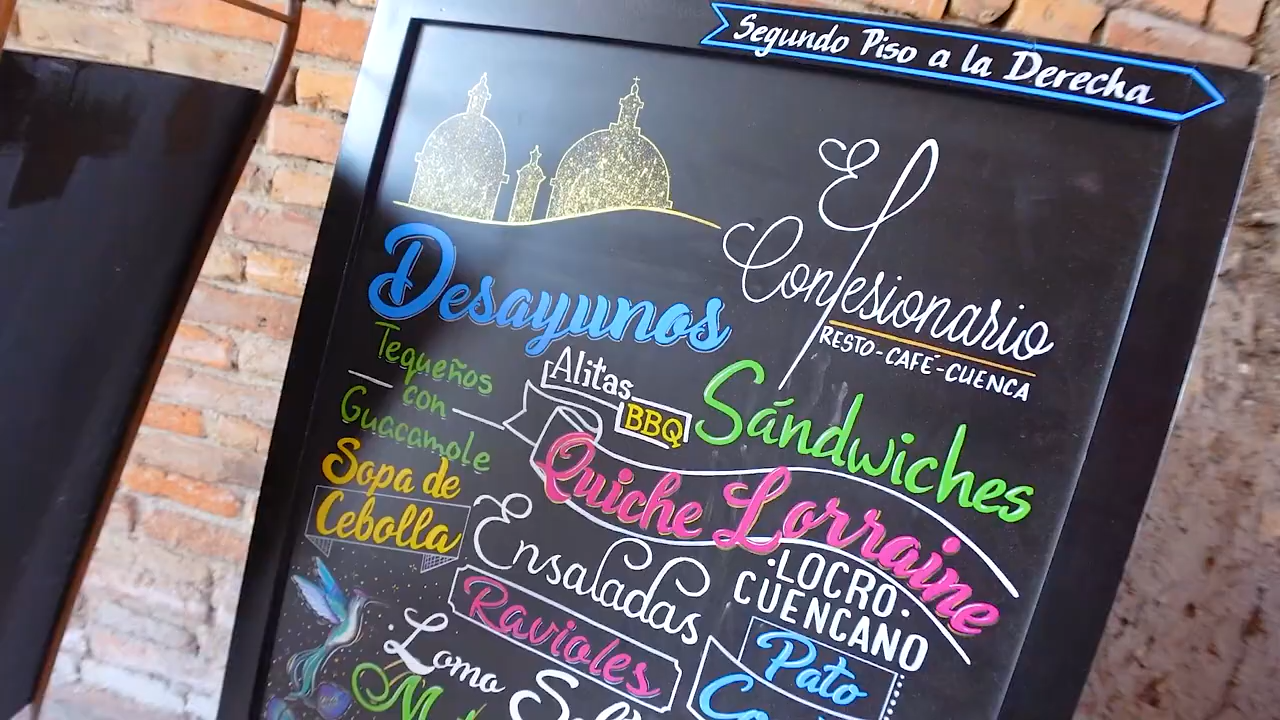 Segundo Piso a la Derecha
El
Confesionario
RESTO-CAFÉ-CUENCA
Desayunos
Tequeños
con
Guacamole
Alitas
BBQ
Sándwiches
Sopa de
Cebolla
Quiche Lorraine
Ensaladas
·LOCRO·
CUENCANO
Ravioles
Pato
Lomo